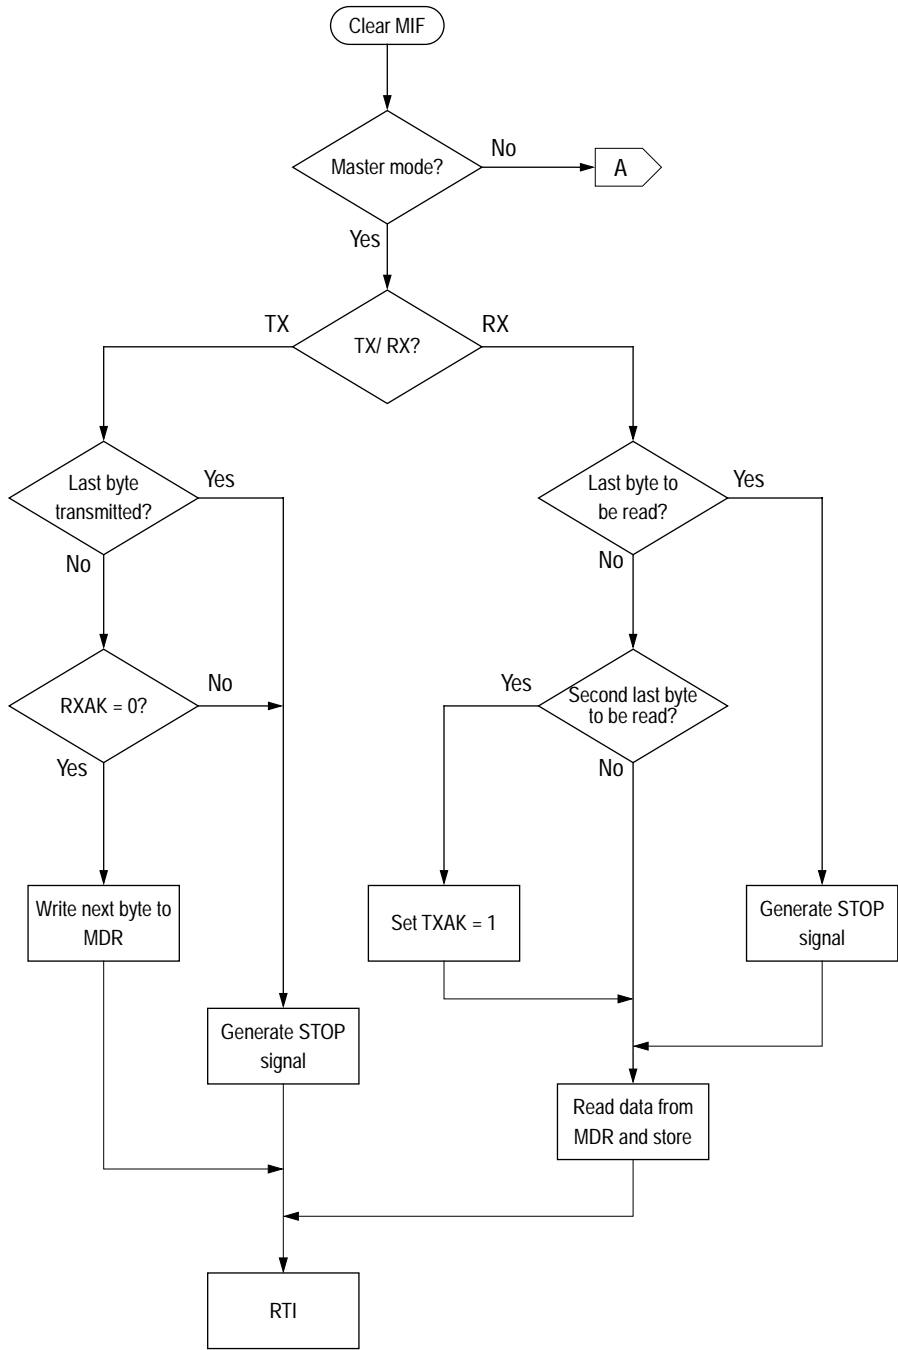 Clear MIF
Master mode?
No
A
Yes
TX
TX/ RX?
RX
Last byte
transmitted?
Yes
Last byte to
be read?
Yes
No
No
RXAK = 0?
No
Yes
Second last byte
to be read?
Yes
No
Write next byte to
MDR
Set TXAK = 1
Generate STOP
signal
Generate STOP
signal
Read data from
MDR and store
RTI